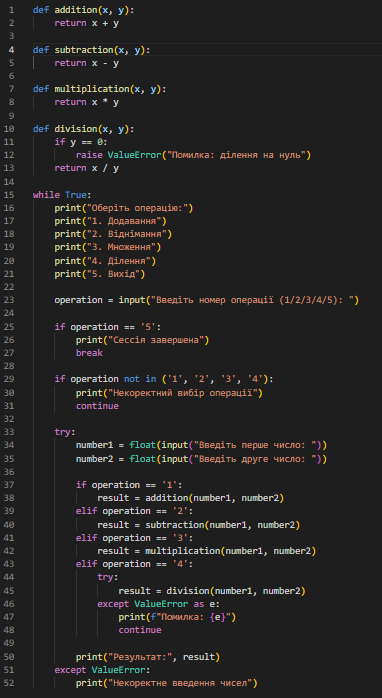 1 def addition(x, y):
2     return x + y
3
4 def subtraction(x, y):
5     return x - y
6
7 def multiplication(x, y):
8     return x * y
9
10 def division(x, y):
11     if y == 0:
12         raise ValueError("Помилка: ділення на нуль")
13     return x / y
14
15 while True:
16     print("Оберіть операцію:")
17     print("1. Додавання")
18     print("2. Віднімання")
19     print("3. Множення")
20     print("4. Ділення")
21     print("5. Вихід")
22
23     operation = input("Введіть номер операції (1/2/3/4/5): ")
24
25     if operation == '5':
26         print("Сессія завершена")
27         break
28
29     if operation not in ('1', '2', '3', '4'):
30         print("Некоректний вибір операції")
31         continue
32
33     try:
34         number1 = float(input("Введіть перше число: "))
35         number2 = float(input("Введіть друге число: "))
36
37         if operation == '1':
38             result = addition(number1, number2)
39         elif operation == '2':
40             result = subtraction(number1, number2)
41         elif operation == '3':
42             result = multiplication(number1, number2)
43         elif operation == '4':
44             try:
45                 result = division(number1, number2)
46             except ValueError as e:
47                 print(f"Помилка: {e}")
48                 continue
49
50         print("Результат:", result)
51     except ValueError:
52         print("Некоректне введення чисел")